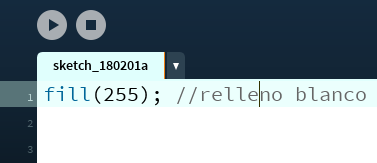 sketch_180201a
1 fill(255); //relleno blanco
2
3